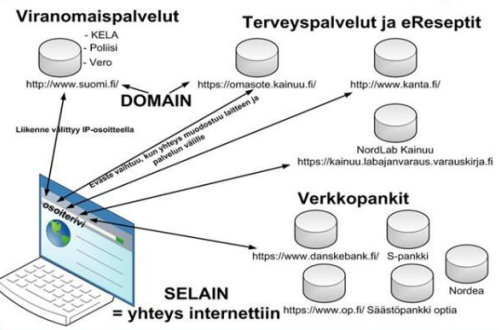 Viranomaispalvelut
- KELA
- Poliisi
- Vero
http://www.suomi.fi/
Terveyspalvelut ja eReseptit
https://omasote.kainuu.fi/
http://www.kanta.fi/
DOMAIN
Liikenne välittyy IP-osoitteella
Eväste vaihtuu, kun yhteys muodostuu laitteen ja
palvelun välille
NordLab Kainuu
https://kainuu.labajanvaraus.varauskirja.fi
osoiterivi
Verkkopankit
https://www.danskebank.fi/
S-pankki
Nordea
https://www.op.fi/
Säästöpankki optia
SELAIN
= yhteys internettiin